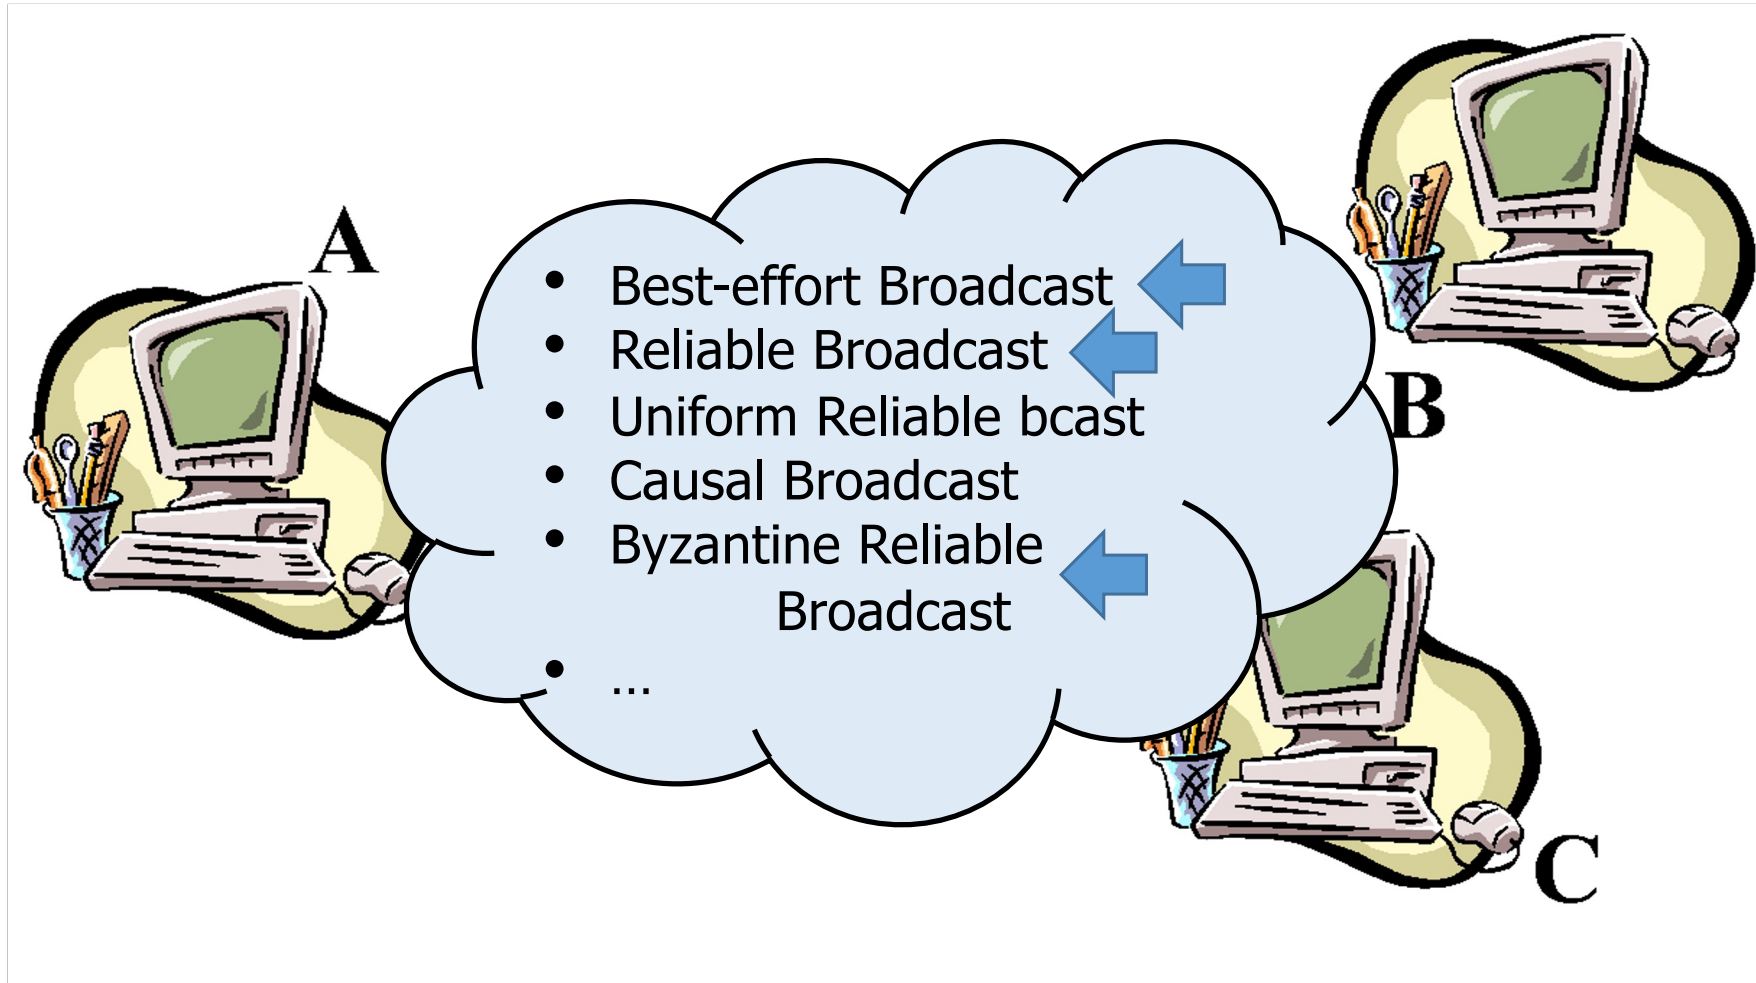 A
• Best-effort Broadcast
• Reliable Broadcast
• Uniform Reliable bcast
• Causal Broadcast
• Byzantine Reliable
Broadcast
• ...
B
C